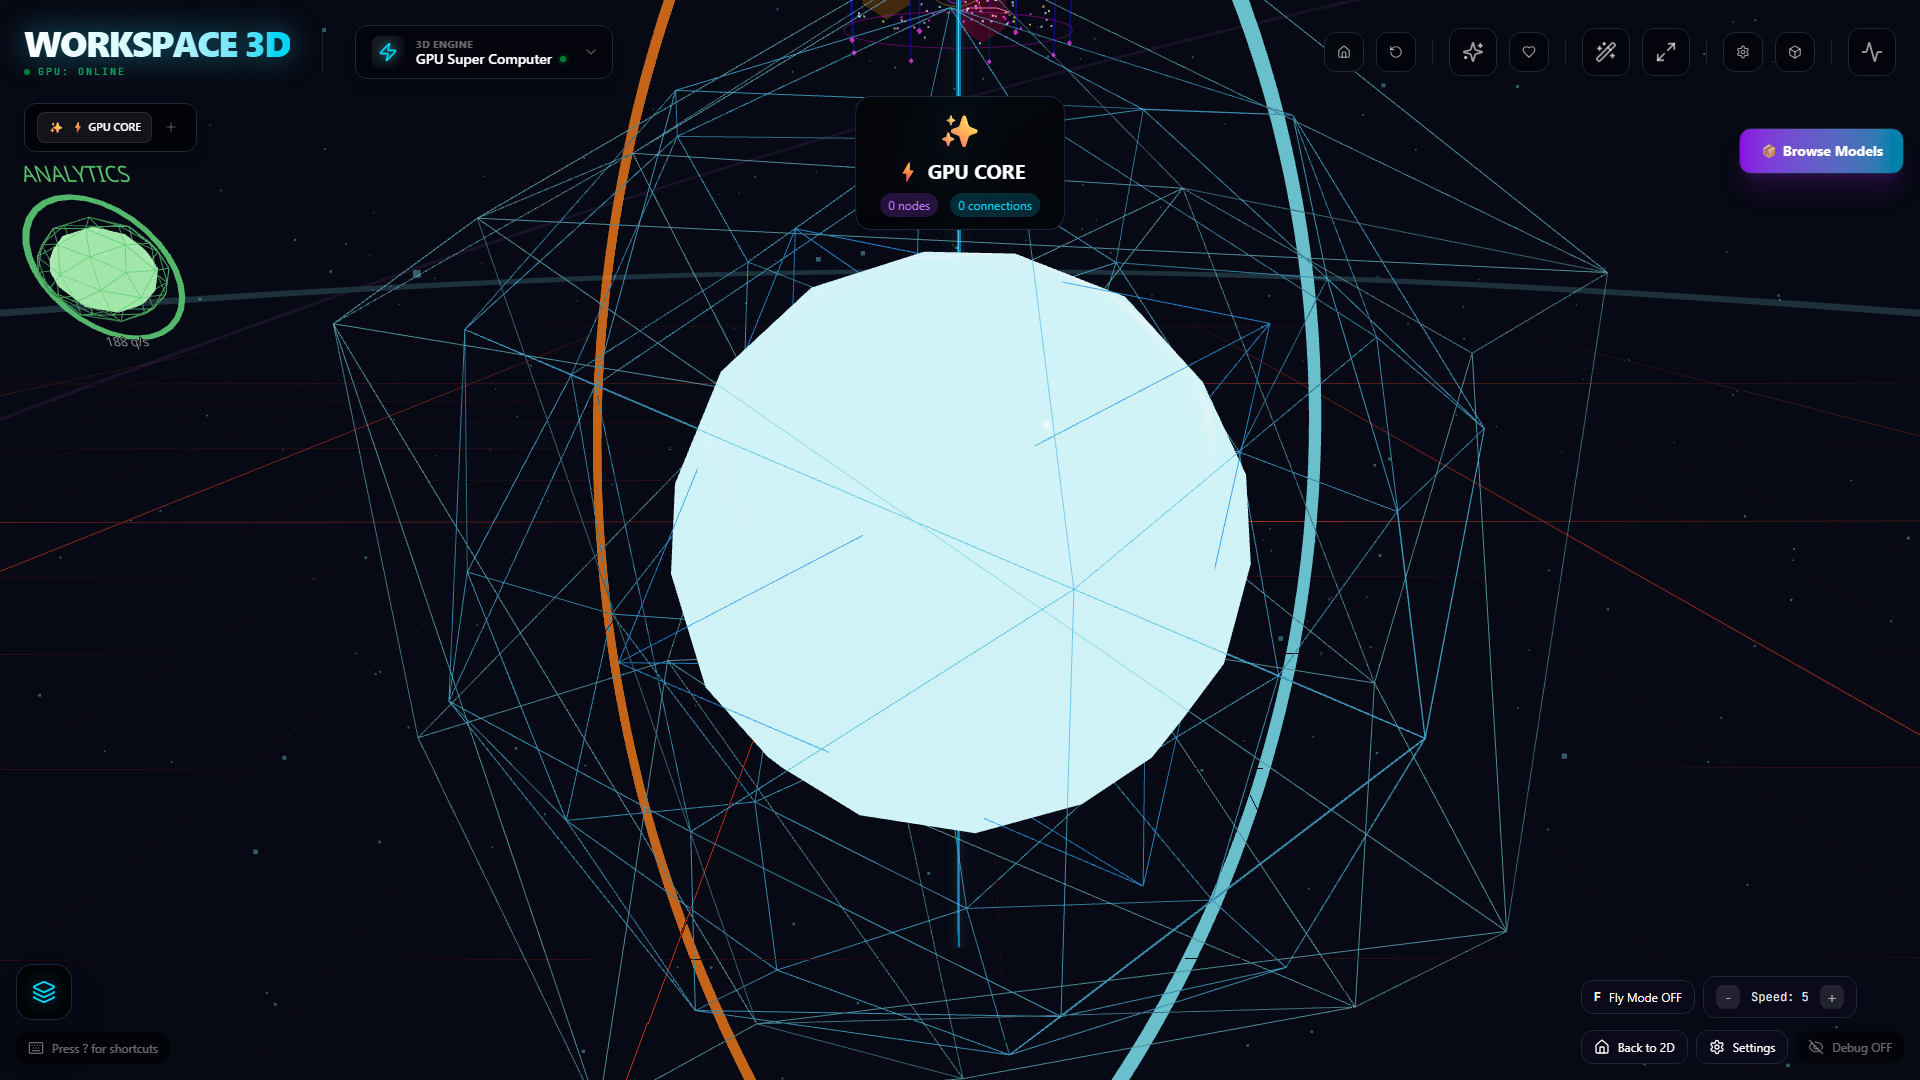 WORKSPACE 3D
GPU: ONLINE
3D ENGINE
GPU Super Computer
GPU CORE
+
ANALYTICS
188 q/s
GPU CORE
0 nodes
0 connections
Browse Models
Press ? for shortcuts
F Fly Mode OFF
- Speed: 5 +
Back to 2D
Settings
Debug OFF